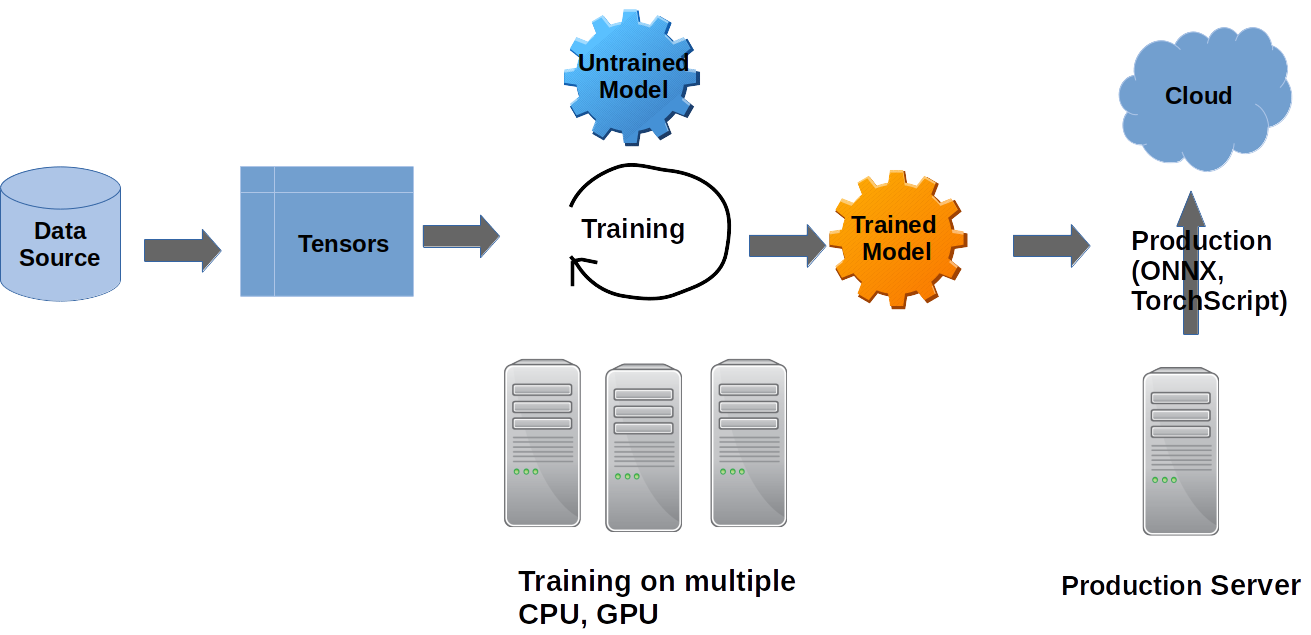 Untrained
Model
Cloud
Data
Source
Tensors
Training
Trained
Model
Production
(ONNX,
TorchScript)
Training on multiple
CPU, GPU
Production Server